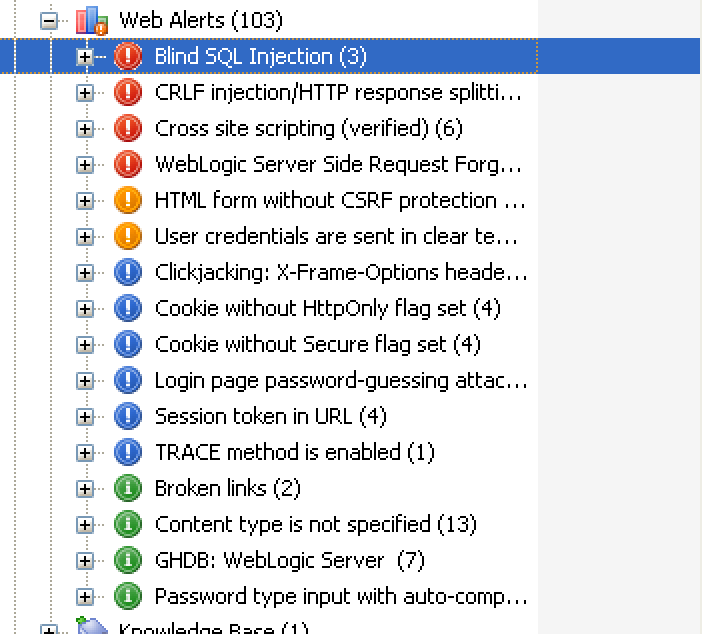 Web Alerts (103)
Blind SQL Injection (3)
CRLF injection/HTTP response splitti...
Cross site scripting (verified) (6)
WebLogic Server Side Request Forg...
HTML form without CSRF protection ...
User credentials are sent in clear te...
Clickjacking: X-Frame-Options heade...
Cookie without HttpOnly flag set (4)
Cookie without Secure flag set (4)
Login page password-guessing attac...
Session token in URL (4)
TRACE method is enabled (1)
Broken links (2)
Content type is not specified (13)
GHDB: WebLogic Server (7)
Password type input with auto-comp...
Knowledge Base (1)